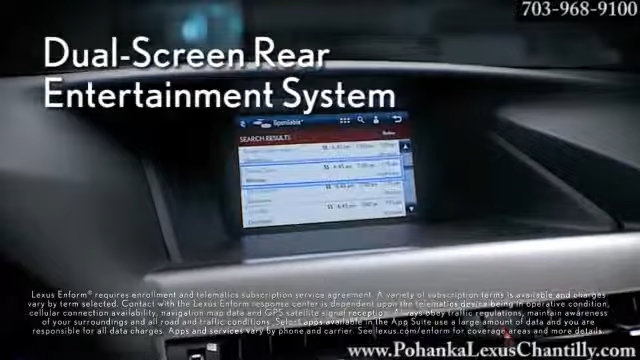 703-968-9100
Dual-Screen Rear
Entertainment System
SEARCH RESULTS
Lexus Enform® requires enrollment and telematics subscription service agreement. A variety of subscription terms is available and charges
vary by term selected. Contact with the Lexus Enform response center is dependent upon the telematics device being in operative condition,
cellular connection availability, navigation map data and GPS satellite signal reception. Always obey traffic regulations, maintain awareness
of your surroundings and all road and traffic conditions. Select apps available in the App Suite use a large amount of data and you are
responsible for all data charges. Apps and services vary by phone and carrier. See lexus.com/enform for coverage areas and more details.
www.PohankaLexusChantilly.com